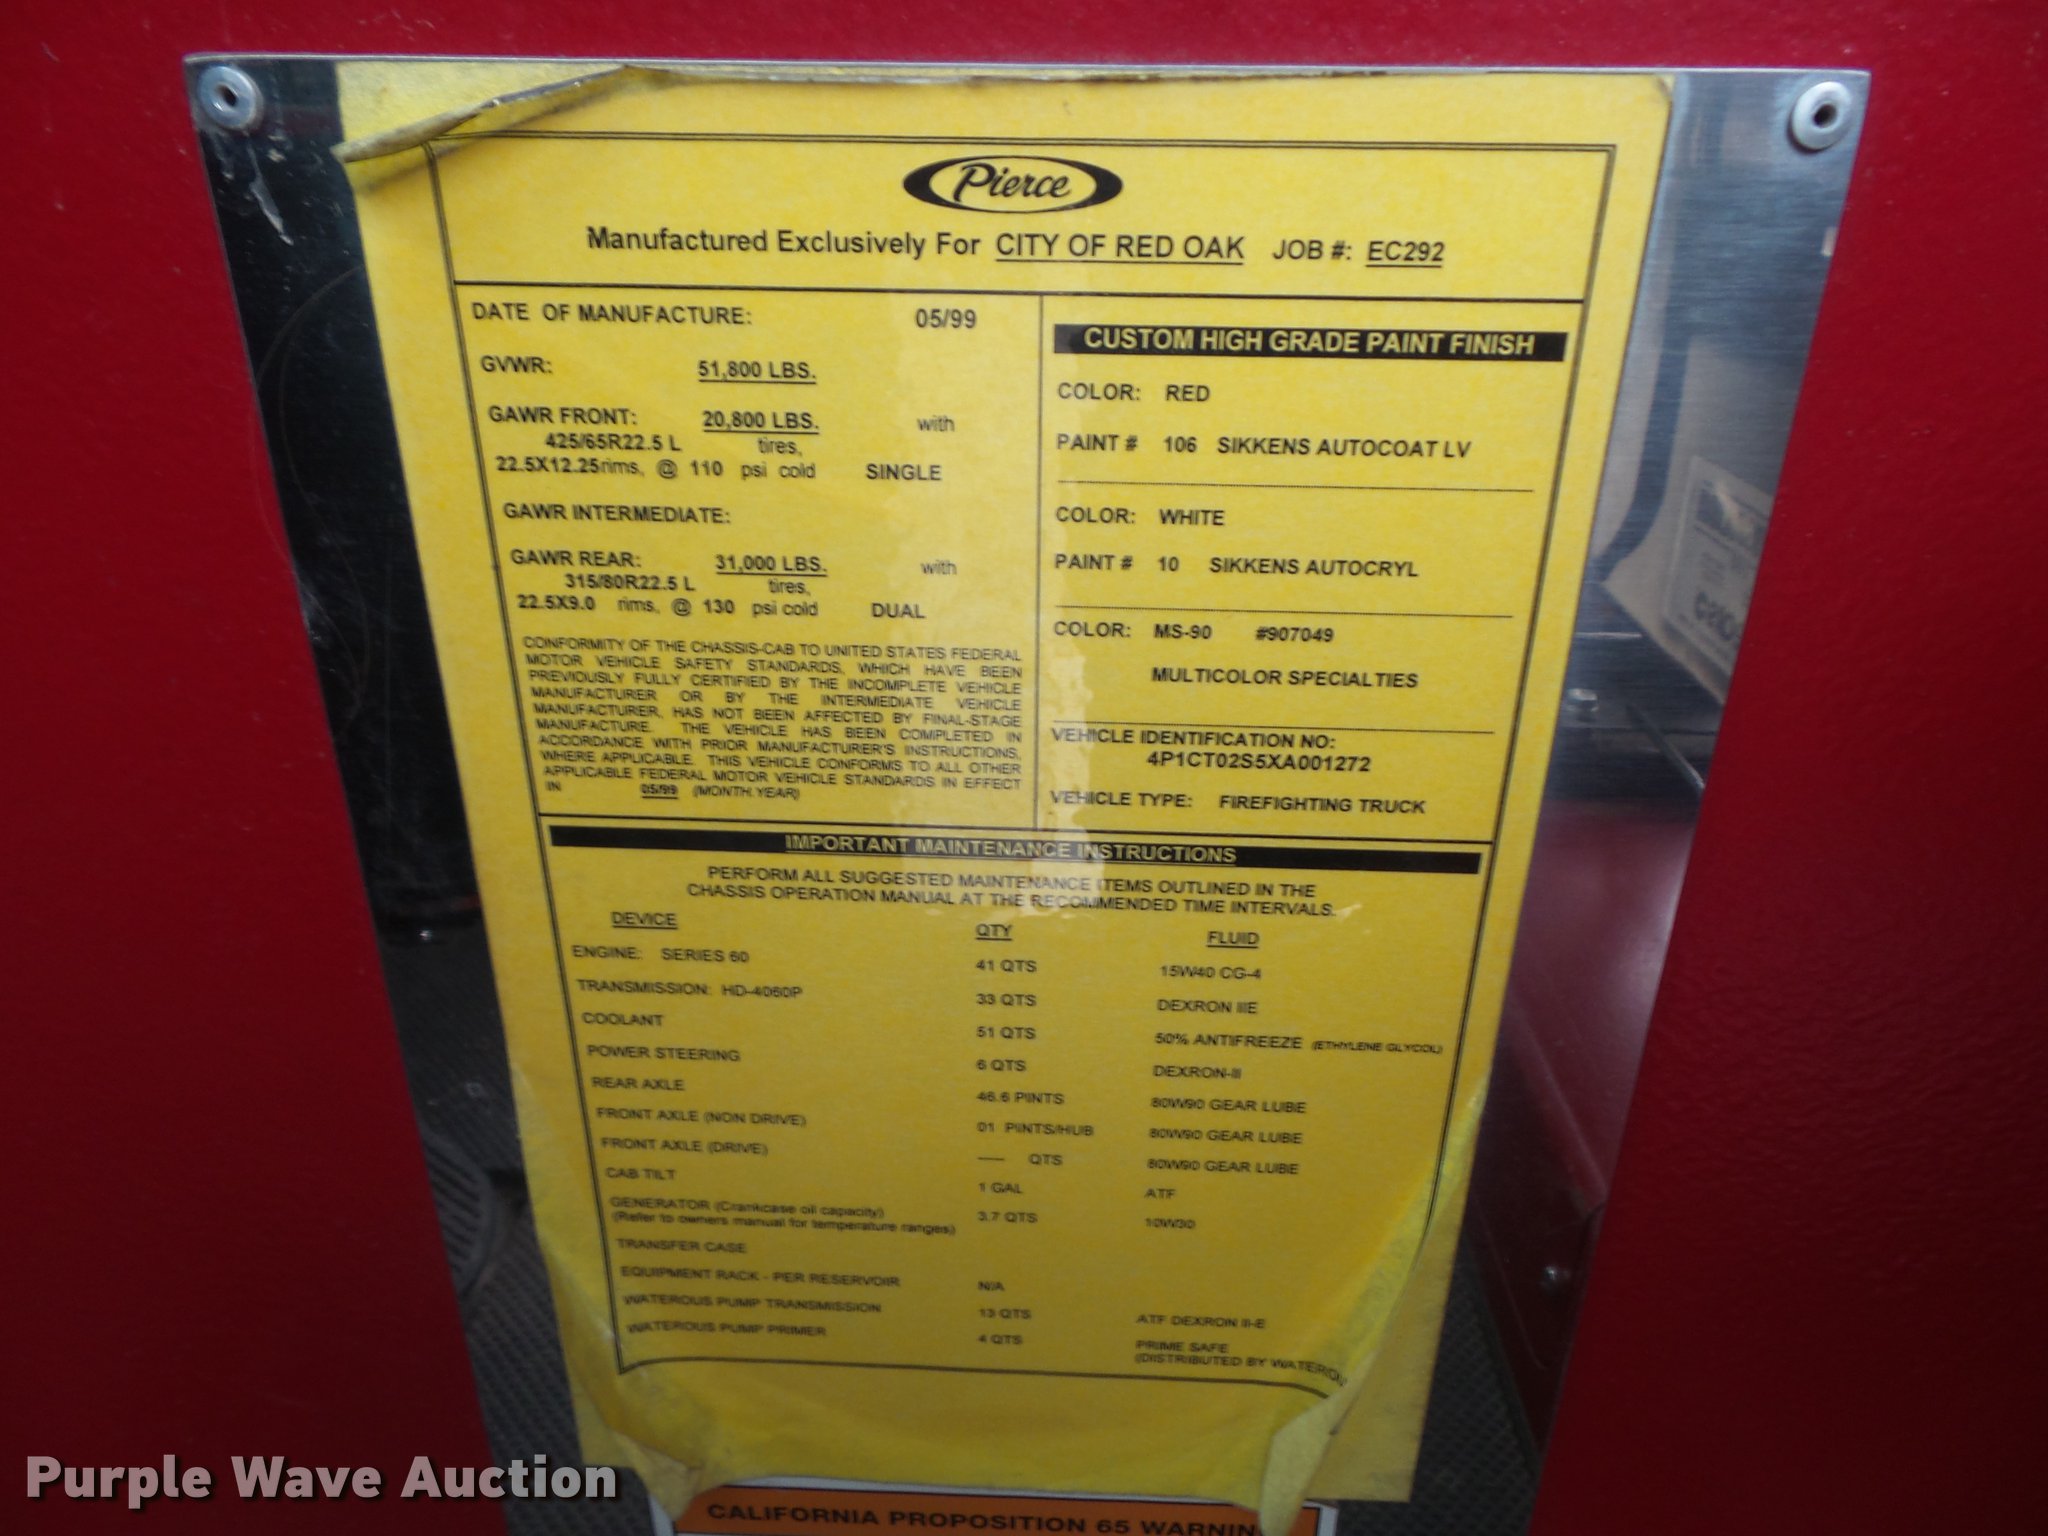 Pierce
Manufactured Exclusively For CITY OF RED OAK JOB #: EC292
DATE OF MANUFACTURE: 05/99
GVWR: 51,800 LBS.
GAWR FRONT: 20,800 LBS. with
425/65R22.5 L tires,
22.5X12.25 rims, @ 110 psi cold SINGLE
GAWR INTERMEDIATE:
GAWR REAR: 31,000 LBS. with
315/80R22.5 L tires,
22.5X9.0 rims, @ 130 psi cold DUAL
CONFORMITY OF THE CHASSIS-CAB TO UNITED STATES FEDERAL
MOTOR VEHICLE SAFETY STANDARDS, WHICH HAVE BEEN
PREVIOUSLY FULLY CERTIFIED BY THE INCOMPLETE VEHICLE
MANUFACTURER OR BY THE INTERMEDIATE VEHICLE
MANUFACTURER, HAS NOT BEEN AFFECTED BY FINAL-STAGE
MANUFACTURE. THE VEHICLE HAS BEEN COMPLETED IN
ACCORDANCE WITH PRIOR MANUFACTURER'S INSTRUCTIONS,
WHERE APPLICABLE. THIS VEHICLE CONFORMS TO ALL OTHER
APPLICABLE FEDERAL MOTOR VEHICLE STANDARDS IN EFFECT
IN 05/99 (MONTH.YEAR)
CUSTOM HIGH GRADE PAINT FINISH
COLOR: RED
PAINT # 106 SIKKENS AUTOCOAT LV
COLOR: WHITE
PAINT # 10 SIKKENS AUTOCRYL
COLOR: MS-90 #907049
MULTICOLOR SPECIALTIES
VEHICLE IDENTIFICATION NO:
4P1CT02S5XA001272
VEHICLE TYPE: FIREFIGHTING TRUCK
IMPORTANT MAINTENANCE INSTRUCTIONS
PERFORM ALL SUGGESTED MAINTENANCE ITEMS OUTLINED IN THE
CHASSIS OPERATION MANUAL AT THE RECOMMENDED TIME INTERVALS.
DEVICE QTY FLUID
ENGINE: SERIES 60 41 QTS 15W40 CG-4
TRANSMISSION: HD-4060P 33 QTS DEXRON IIE
COOLANT 51 QTS 50% ANTIFREEZE (ETHYLENE GLYCOL)
POWER STEERING 6 QTS DEXRON-II
REAR AXLE 46.6 PINTS 80W90 GEAR LUBE
FRONT AXLE (NON DRIVE) 01 PINTS/HUB 80W90 GEAR LUBE
FRONT AXLE (DRIVE) ---- QTS 80W90 GEAR LUBE
CAB TILT 1 GAL ATF
GENERATOR (Crankcase oil capacity) 3.7 QTS 10W30
(Refer to owners manual for temperature ranges)
TRANSFER CASE
EQUIPMENT RACK - PER RESERVOIR N/A
WATEROUS PUMP TRANSMISSION 13 QTS ATF DEXRON II-E
WATEROUS PUMP PRIMER 4 QTS PRIME SAFE
(DISTRIBUTED BY WATEROU
CALIFORNIA PROPOSITION 65 WARNIN
Purple Wave Auction